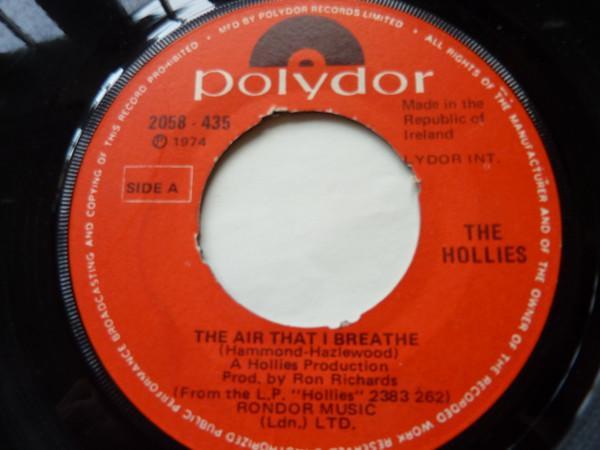 MFD BY POLYDOR RECORDS LIMITED • ALL RIGHTS OF THE MANUFACTURER AND OF THE OWNER OF THE RECORDED WORK RESERVED
UNAUTHORIZED PUBLIC PERFORMANCE BROADCASTING AND COPYING OF THIS RECORD PROHIBITED •
polydor
2058 - 435
℗ 1974
Made in the
Republic of
Ireland
LYDOR INT.
SIDE A
THE
HOLLIES
THE AIR THAT I BREATHE
(Hammond-Hazlewood)
A Hollies Production
Prod. by Ron Richards
(From the L.P. "Hollies" 2383 262)
RONDOR MUSIC
(Ldn.) LTD.